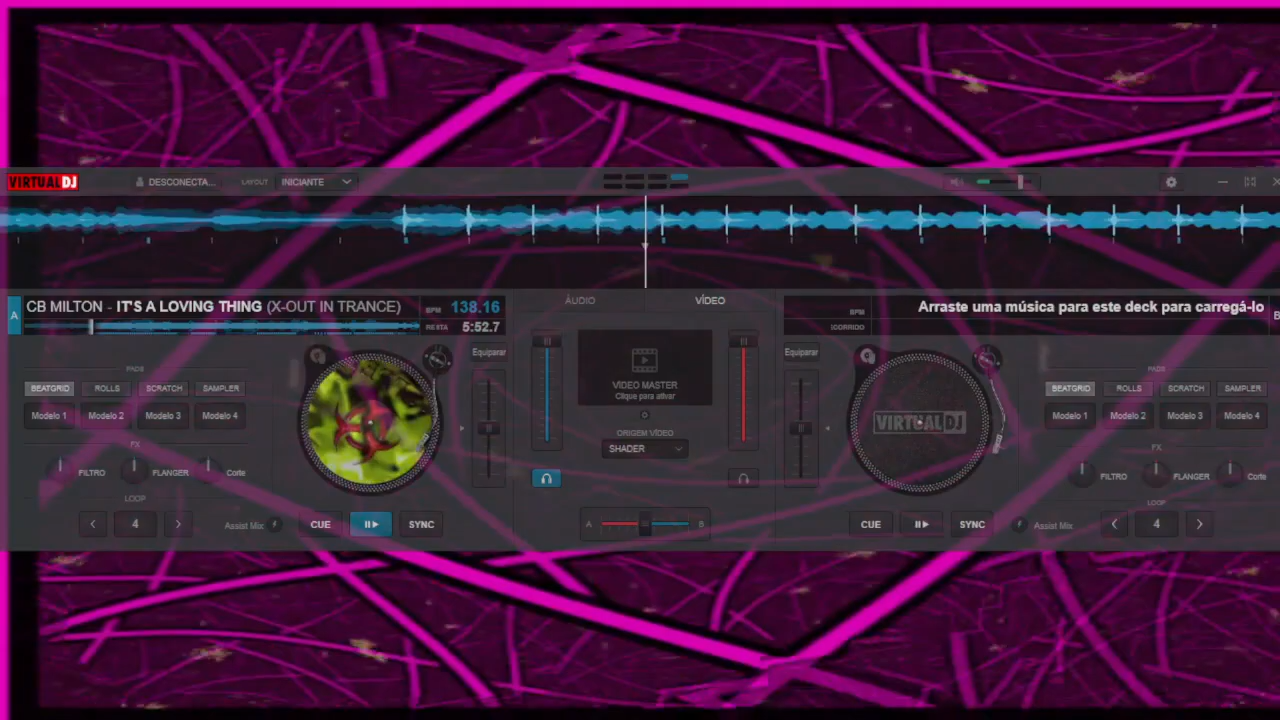 VIRTUALDJ DESCONECTA... LAYOUT INICIANTE
ÁUDIO VÍDEO
A CB MILTON - IT'S A LOVING THING (X-OUT IN TRANCE) BPM 138.16
RESTA 5:52.7
BPM Arraste uma música para este deck para carregá-lo B
Equiparar Equiparar
PADS PADS
BEATGRID ROLLS SCRATCH SAMPLER VIDEO MASTER BEATGRID ROLLS SCRATCH SAMPLER
Clique para ativar
Modelo 1 Modelo 2 Modelo 3 Modelo 4 VIRTUALDJ Modelo 1 Modelo 2 Modelo 3 Modelo 4
ORIGEM VÍDEO
FX SHADER FX
FILTRO FLANGER Corte FILTRO FLANGER Corte
LOOP LOOP
4 Assist Mix CUE SYNC A B CUE SYNC Assist Mix 4